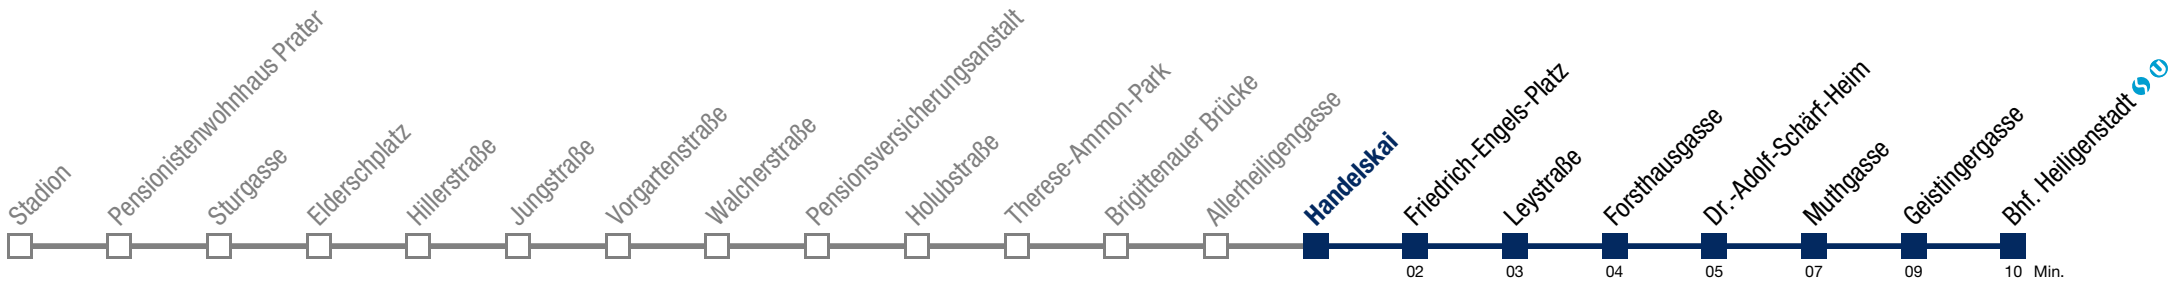 Stadion
Pensionistenwohnhaus Prater
Sturgasse
Elderschplatz
Hillerstraße
Jungstraße
Vorgartenstraße
Walcherstraße
Pensionsversicherungsanstalt
Holubstraße
Therese-Ammon-Park
Brigittenauer Brücke
Allerheiligengasse
Handelskai
Friedrich-Engels-Platz
Leystraße
Forsthausgasse
Dr.-Adolf-Schärf-Heim
Muthgasse
Geistingergasse
Bhf. Heiligenstadt S U
02 03 04 05 07 09 10 Min.